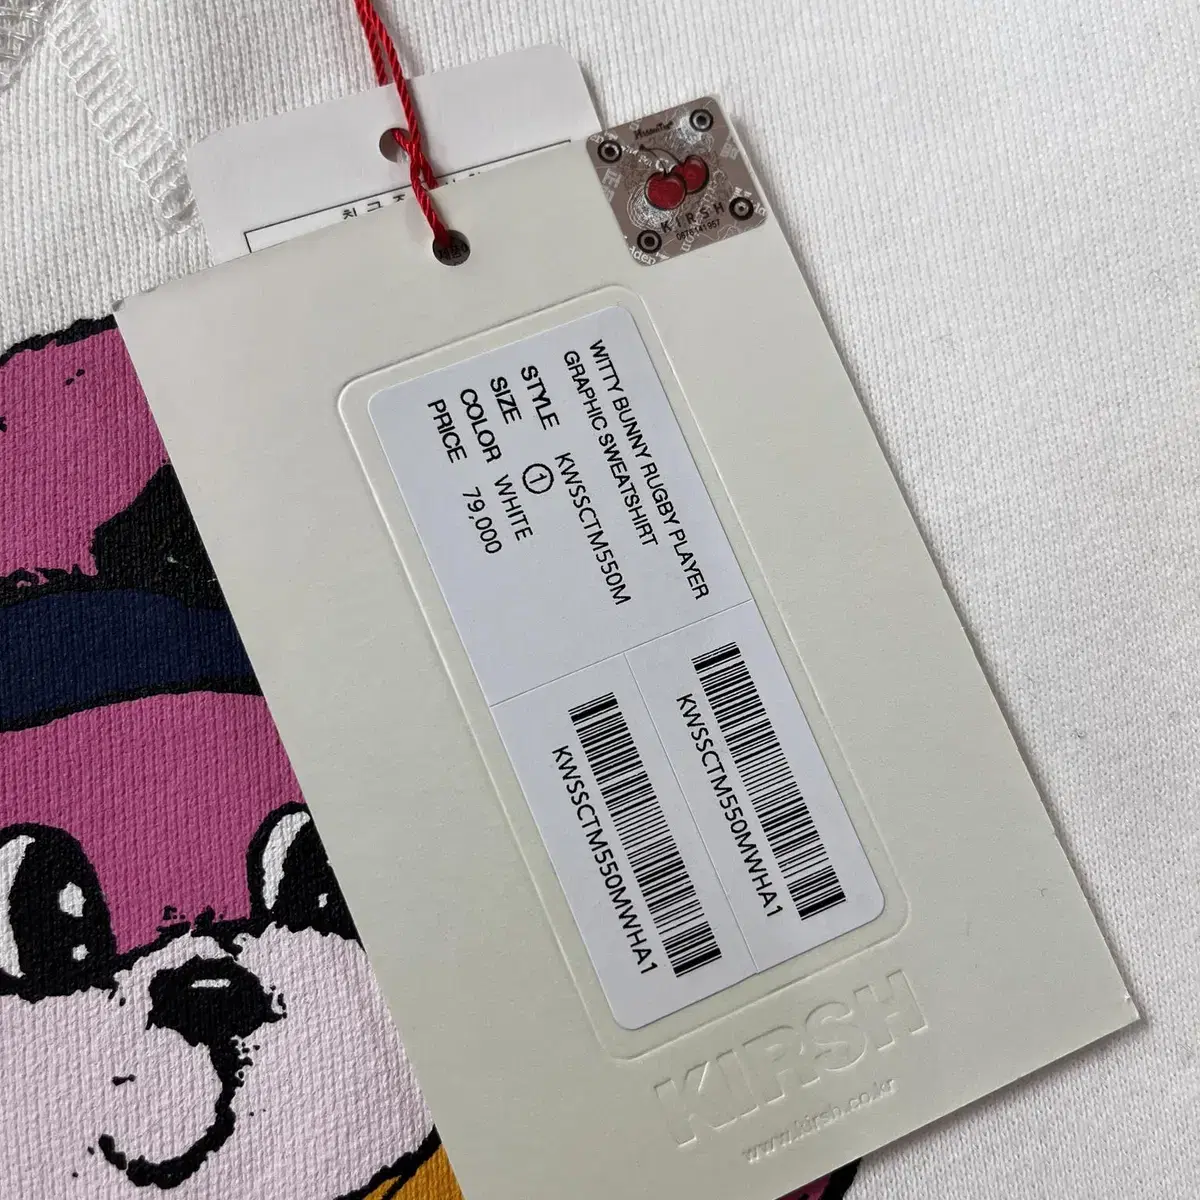 KIRSH
0878141957
WITTY BUNNY RUGBY PLAYER
GRAPHIC SWEATSHIRT
STYLE KWSSCTM550M
SIZE ①
COLOR WHITE
PRICE 79,000
KWSSCTM550MWHA1
KWSSCTM550MWHA1
KIRSH
www.kirsh.co.kr